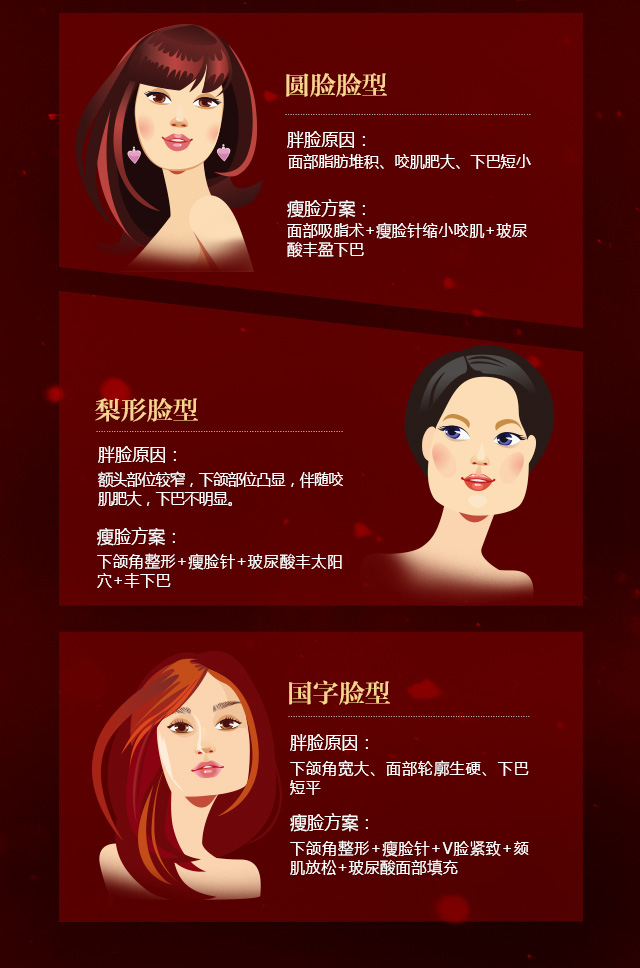 圆脸脸型
胖脸原因：
面部脂肪堆积、咬肌肥大、下巴短小
瘦脸方案：
面部吸脂术+瘦脸针缩小咬肌+玻尿
酸丰盈下巴
梨形脸型
胖脸原因：
额头部位较窄，下颌部位凸显，伴随咬
肌肥大，下巴不明显。
瘦脸方案：
下颌角整形+瘦脸针+玻尿酸丰太阳
穴+丰下巴
国字脸型
胖脸原因：
下颌角宽大、面部轮廓生硬、下巴
短平
瘦脸方案：
下颌角整形+瘦脸针+V脸紧致+颏
肌放松+玻尿酸面部填充